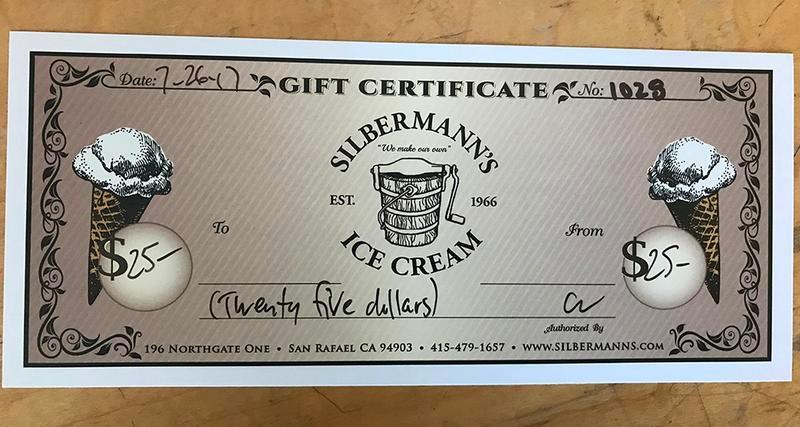 Date: 7-26-17 GIFT CERTIFICATE No: 1028
SILBERMANN'S
"We make our own"
EST. 1966
ICE CREAM
To From
$25- $25-
(Twenty five dollars)
Authorized By
196 NORTHGATE ONE • SAN RAFAEL CA 94903 • 415-479-1657 • WWW.SILBERMANNS.COM